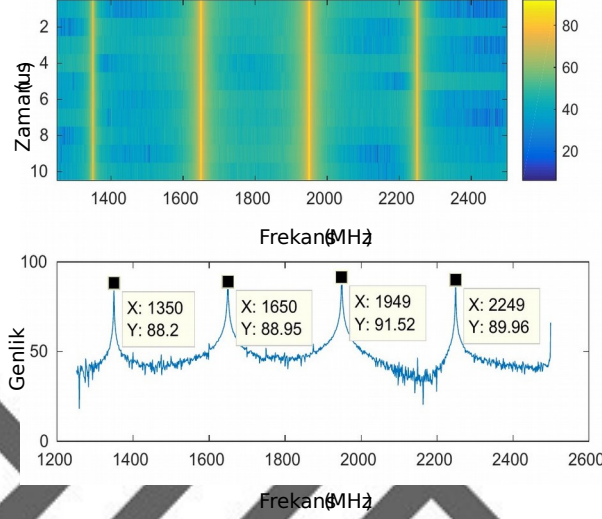 Zaman(us)
2
4
6
8
10
1400 1600 1800 2000 2200 2400
80
60
40
20
Frekans(MHz)
Genlik
100
50
0
X: 1350
Y: 88.2
X: 1650
Y: 88.95
X: 1949
Y: 91.52
X: 2249
Y: 89.96
1200 1400 1600 1800 2000 2200 2400 2600
Frekans(MHz)